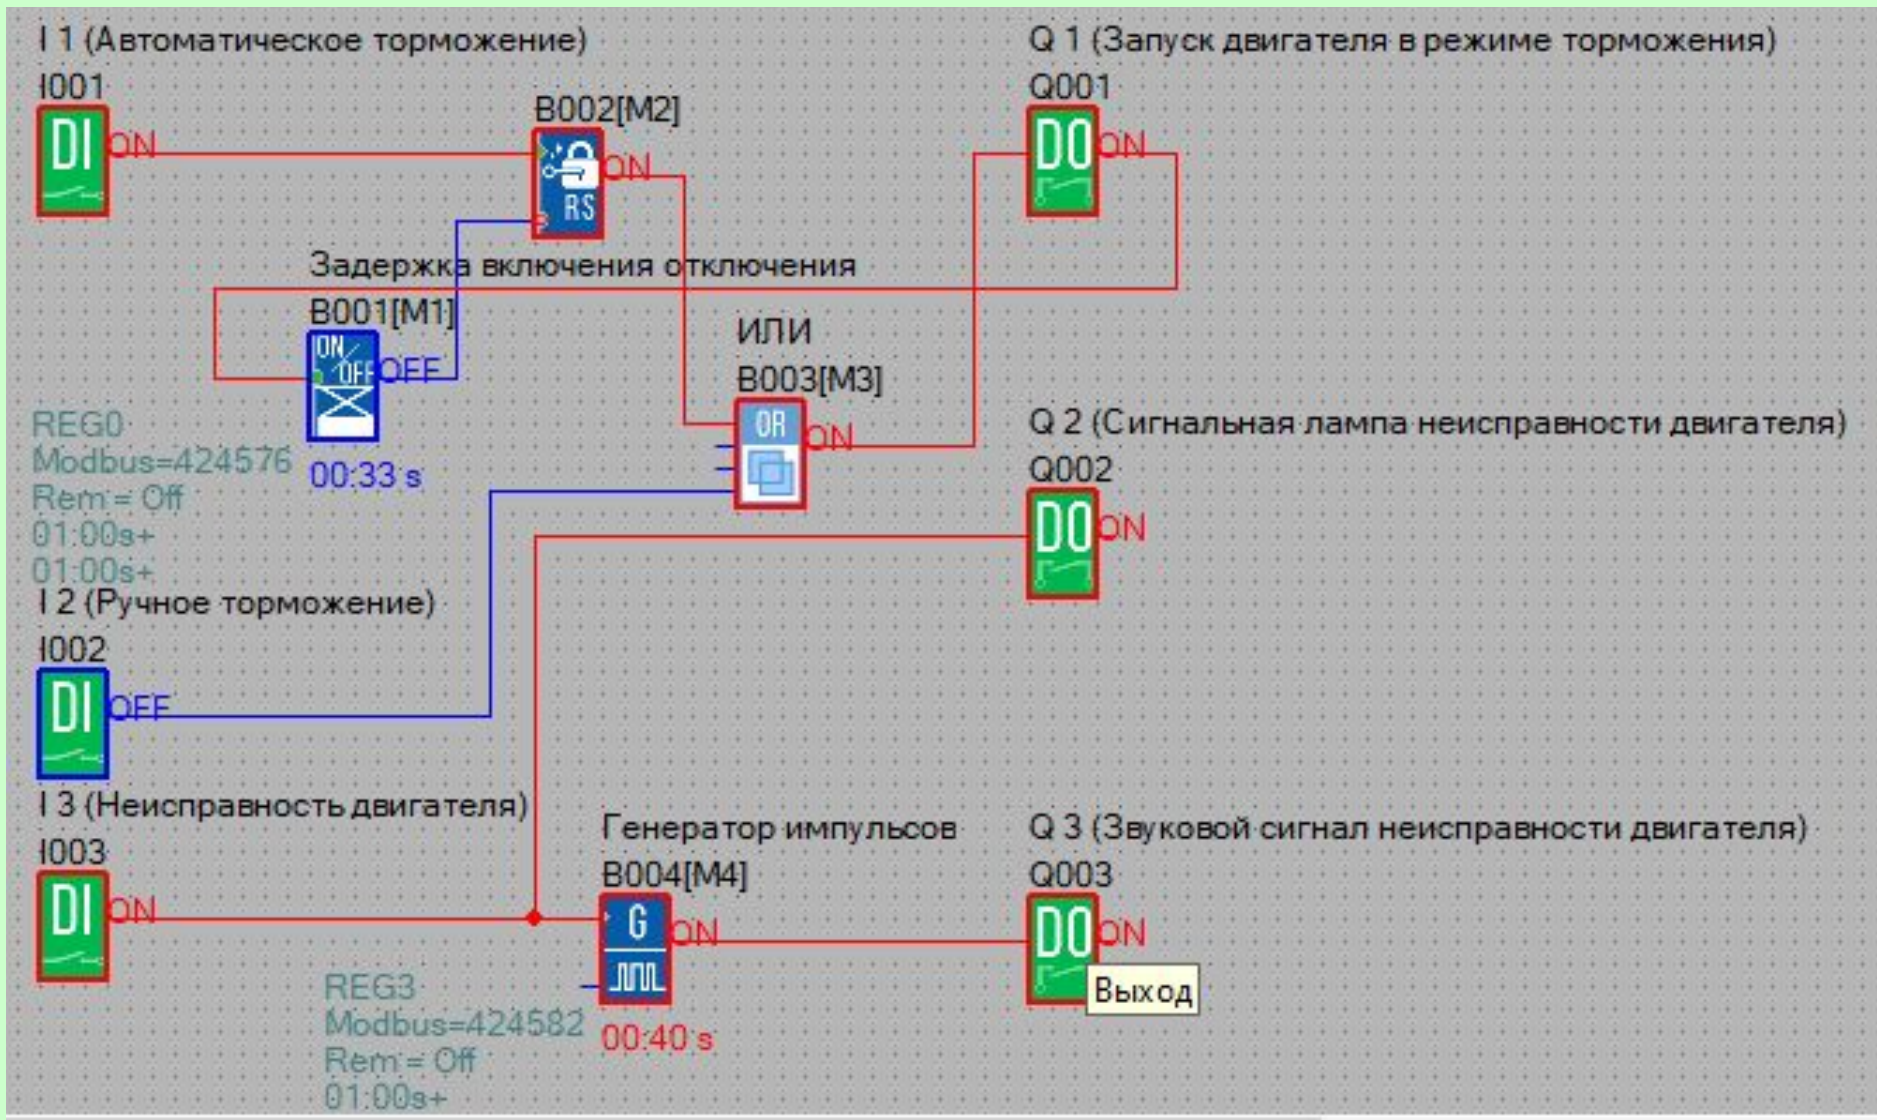 I 1 (Автоматическое торможение)
I001
DI
ON
B002[M2]
RS
ON
Q 1 (Запуск двигателя в режиме торможения)
Q001
DO
ON
Задержка включения отключения
B001[M1]
ON/OFF
OFF
00:33 s
REG0
Modbus=424576
Rem = Off
01:00s+
01:00s+
ИЛИ
B003[M3]
OR
ON
Q 2 (Сигнальная лампа неисправности двигателя)
Q002
DO
ON
I 2 (Ручное торможение)
I002
DI
OFF
I 3 (Неисправность двигателя)
I003
DI
ON
Генератор импульсов
B004[M4]
G
ON
00:40 s
REG3
Modbus=424582
Rem = Off
01:00s+
Q 3 (Звуковой сигнал неисправности двигателя)
Q003
DO
ON
Выход